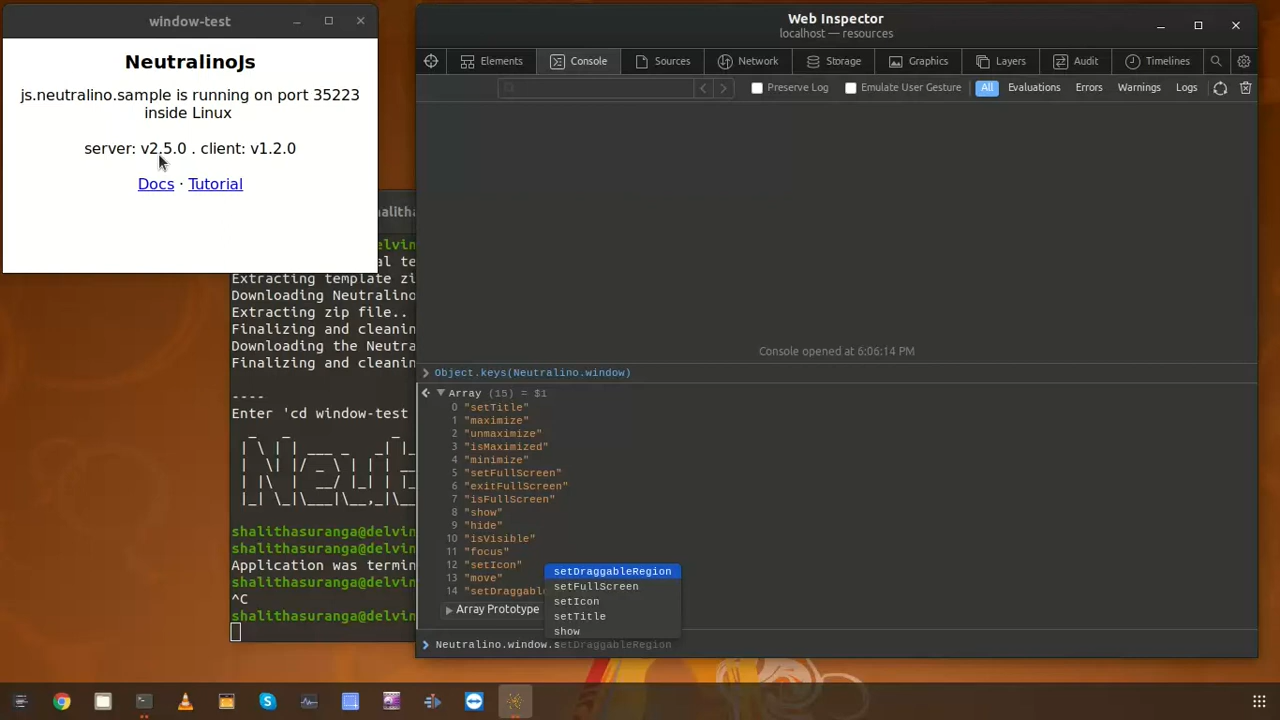 window-test
NeutralinoJs
js.neutralino.sample is running on port 35223
inside Linux
server: v2.5.0 . client: v1.2.0
Docs · Tutorial
Extracting template zi
Downloading Neutralino
Extracting zip file..
Finalizing and cleanin
Downloading the Neutra
Finalizing and cleanin
----
Enter 'cd window-test
shalithasuranga@delvin
shalithasuranga@delvin
Application was termin
shalithasuranga@delvin
^C
shalithasuranga@delvin
Web Inspector
localhost — resources
Elements
Console
Sources
Network
Storage
Graphics
Layers
Audit
Timelines
Preserve Log
Emulate User Gesture
All
Evaluations
Errors
Warnings
Logs
Console opened at 6:06:14 PM
Object.keys(Neutralino.window)
Array (15) = $1
0 "setTitle"
1 "maximize"
2 "unmaximize"
3 "isMaximized"
4 "minimize"
5 "setFullScreen"
6 "exitFullScreen"
7 "isFullScreen"
8 "show"
9 "hide"
10 "isVisible"
11 "focus"
12 "setIcon"
13 "move"
14 "setDraggable
Array Prototype
setDraggableRegion
setFullScreen
setIcon
setTitle
show
Neutralino.window.setDraggableRegion